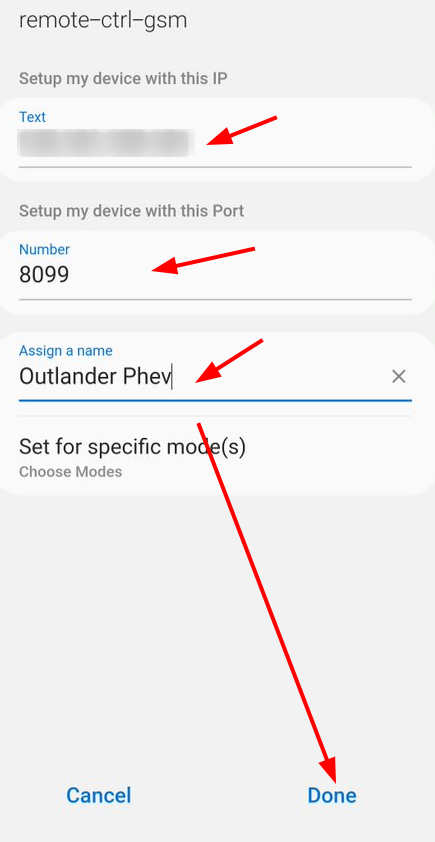 remote-ctrl-gsm
Setup my device with this IP
Text
Setup my device with this Port
Number
8099
Assign a name
Outlander Phev
Set for specific mode(s)
Choose Modes
Cancel
Done